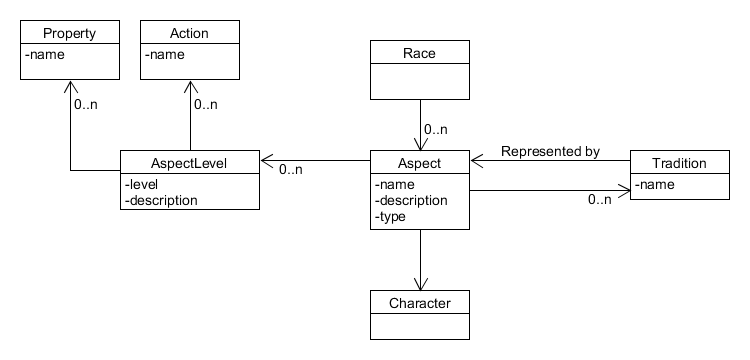 Property
-name
Action
-name
Race
0..n
0..n
0..n
AspectLevel
-level
-description
0..n
Aspect
-name
-description
-type
Represented by
0..n
Tradition
-name
Character